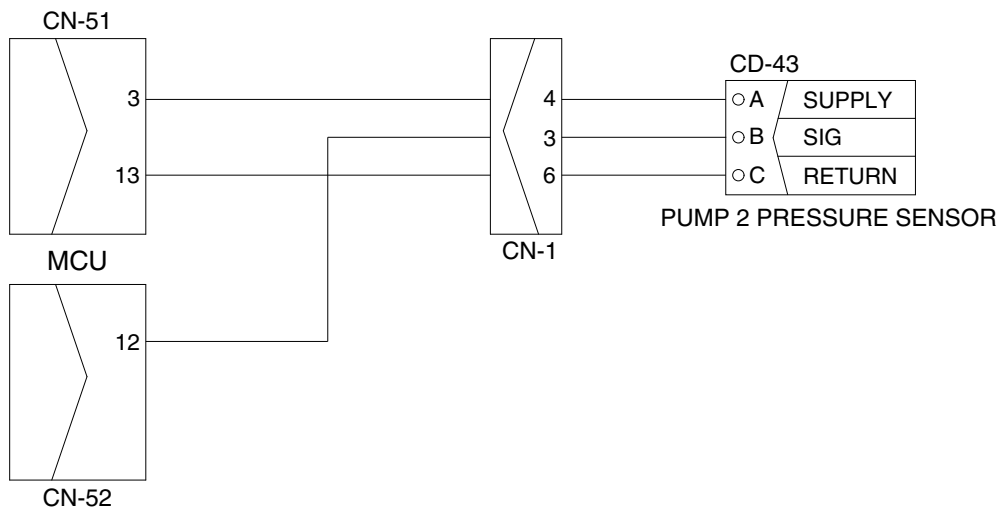 CN-51
3
13
MCU
12
CN-52
4
3
6
CN-1
CD-43
A SUPPLY
B SIG
C RETURN
PUMP 2 PRESSURE SENSOR